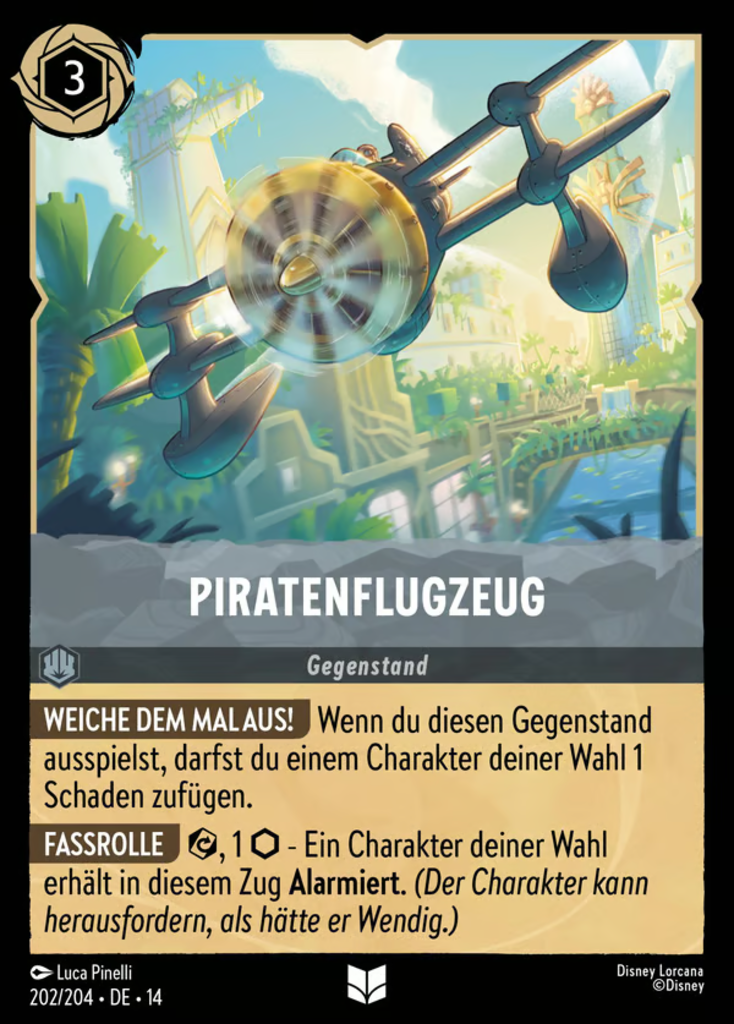 3
PIRATENFLUGZEUG
Gegenstand
WEICHE DEM MAL AUS! Wenn du diesen Gegenstand
ausspielst, darfst du einem Charakter deiner Wahl 1
Schaden zufügen.
FASSROLLE , 1 - Ein Charakter deiner Wahl
erhält in diesem Zug Alarmiert. (Der Charakter kann
herausfordern, als hätte er Wendig.)
Luca Pinelli
202/204 • DE • 14
Disney Lorcana
©Disney